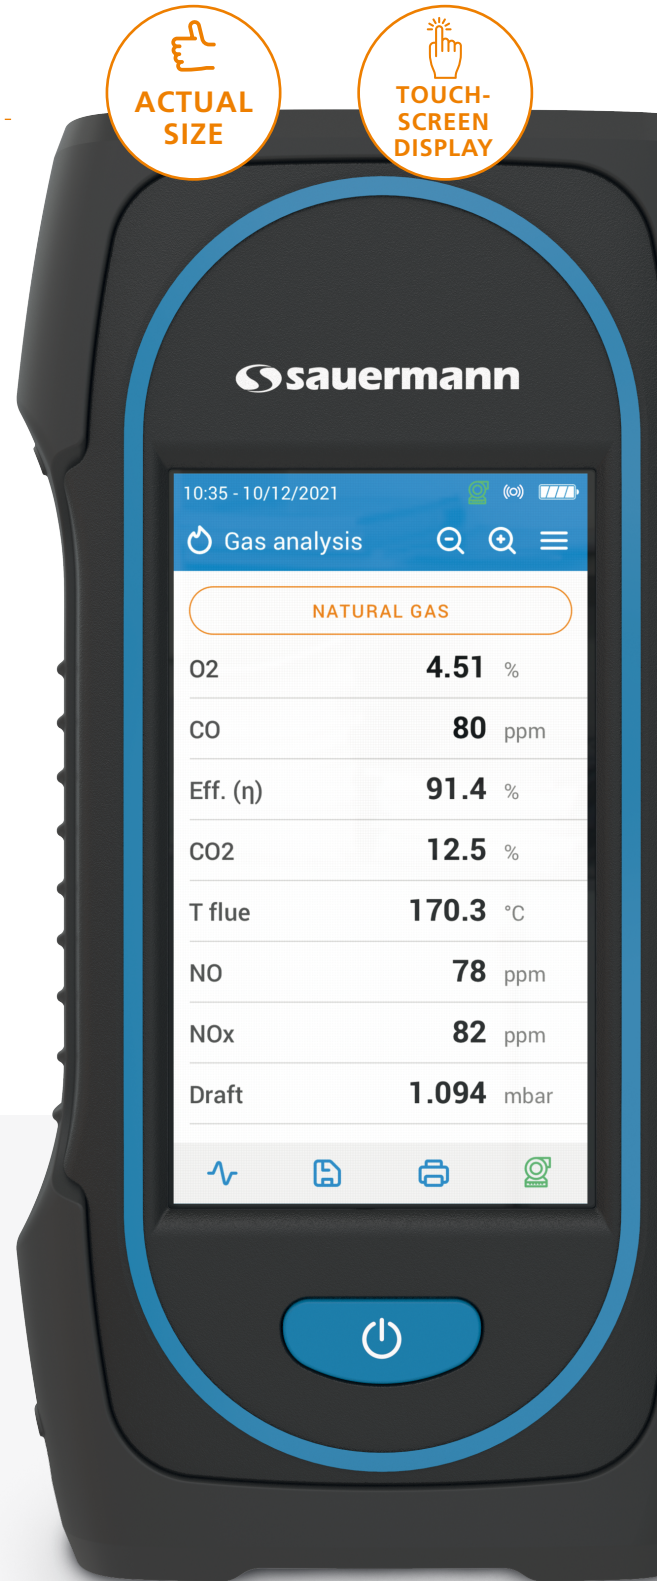 ACTUAL
SIZE
TOUCH-
SCREEN
DISPLAY
sauermann
10:35 - 10/12/2021
Gas analysis
NATURAL GAS
O2 4.51 %
CO 80 ppm
Eff. (η) 91.4 %
CO2 12.5 %
T flue 170.3 °C
NO 78 ppm
NOx 82 ppm
Draft 1.094 mbar